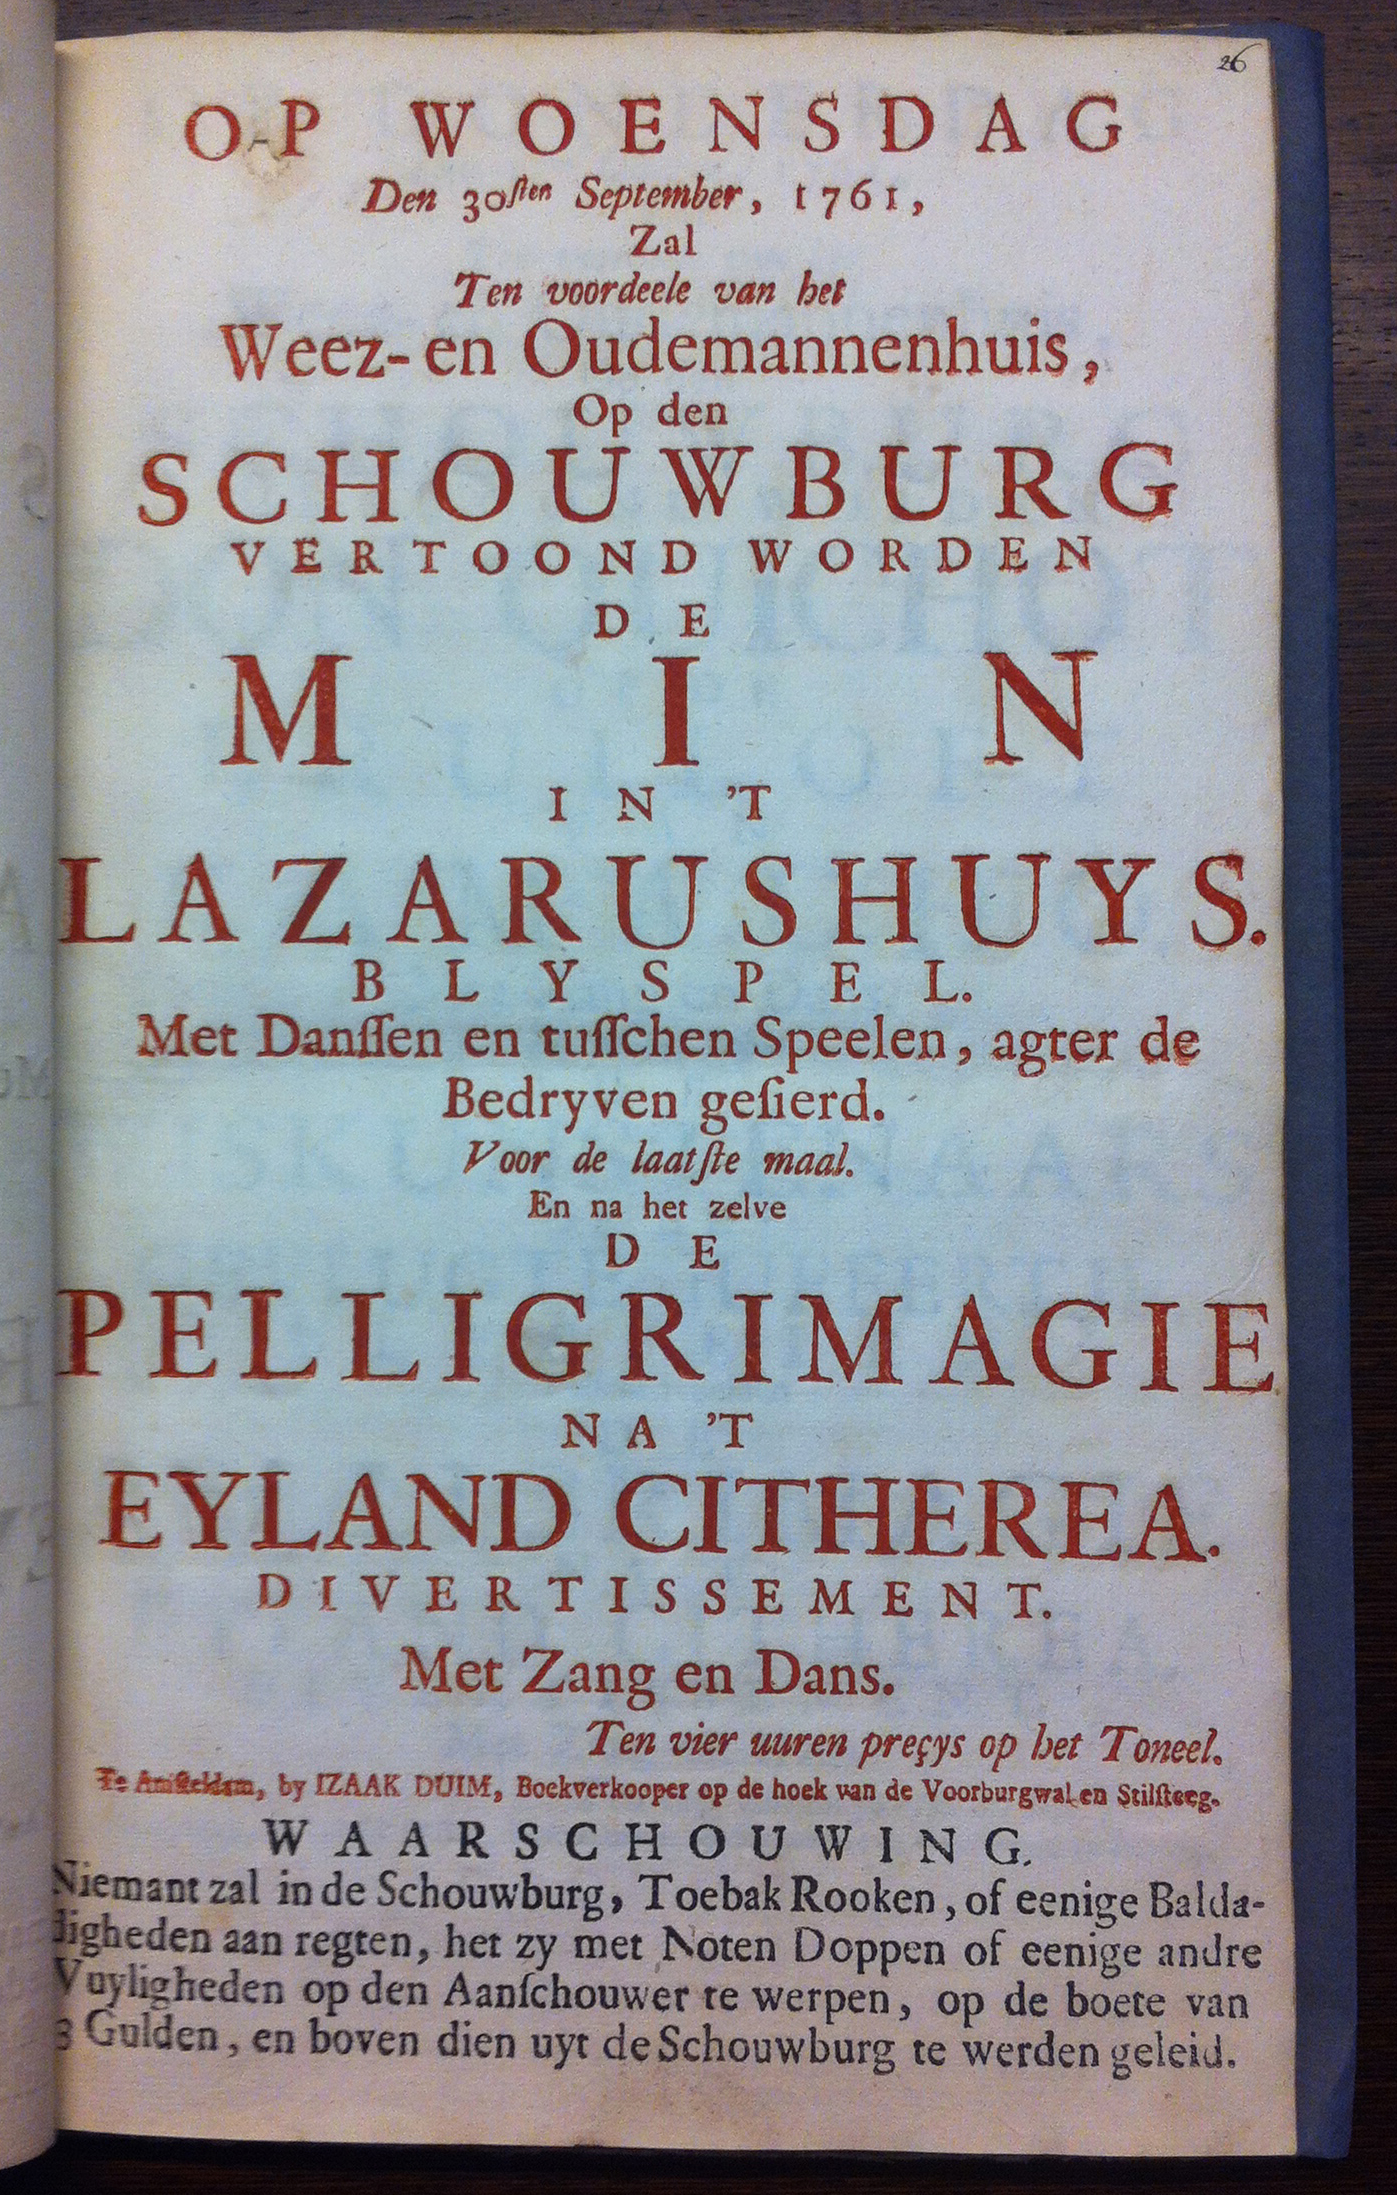 26
OP WOENSDAG
Den 30ſten September, 1761,
Zal
Ten voordeele van het
Weez- en Oudemannenhuis,
Op den
SCHOUWBURG
VERTOOND WORDEN
DE
MIN
IN 'T
LAZARUSHUYS.
BLYSPEL.
Met Danſſen en tuſſchen Speelen, agter de
Bedryven geſierd.
Voor de laatſte maal.
En na het zelve
DE
PELLIGRIMAGIE
NA 'T
EYLAND CITHEREA.
DIVERTISSEMENT.
Met Zang en Dans.
Ten vier uuren preçys op het Toneel.
Te Amſteldam, by IZAAK DUIM, Boekverkooper op de hoek van de Voorburgwal en Stilſteeg.
WAARSCHOUWING.
Niemant zal in de Schouwburg, Toebak Rooken, of eenige Balda-
digheden aan regten, het zy met Noten Doppen of eenige andre
Vuyligheden op den Aanſchouwer te werpen, op de boete van
3 Gulden, en boven dien uyt de Schouwburg te werden geleid.